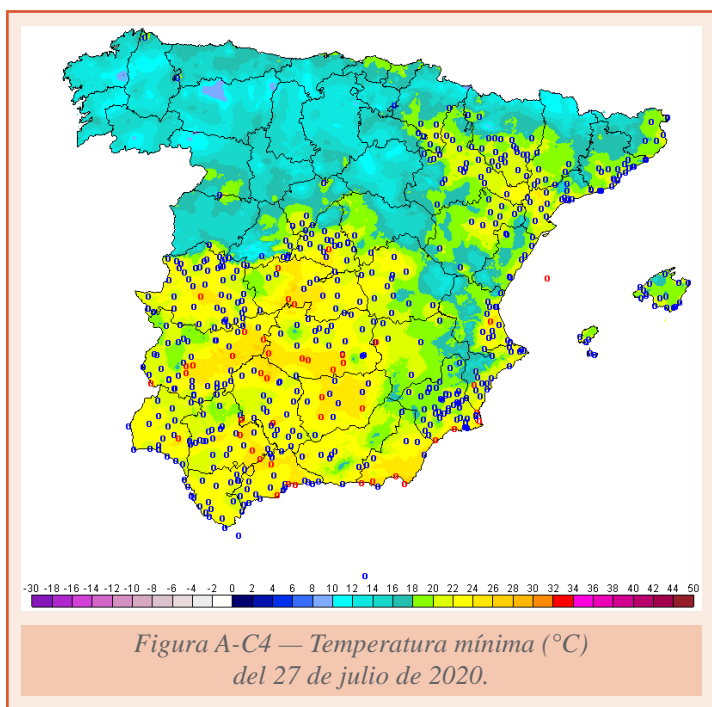 -30 -18 -16 -14 -12 -10 -8 -6 -4 -2 0 2 4 6 8 10 12 14 16 18 20 22 24 26 28 30 32 34 36 38 40 42 44 50
Figura A-C4 — Temperatura mínima (°C)
del 27 de julio de 2020.